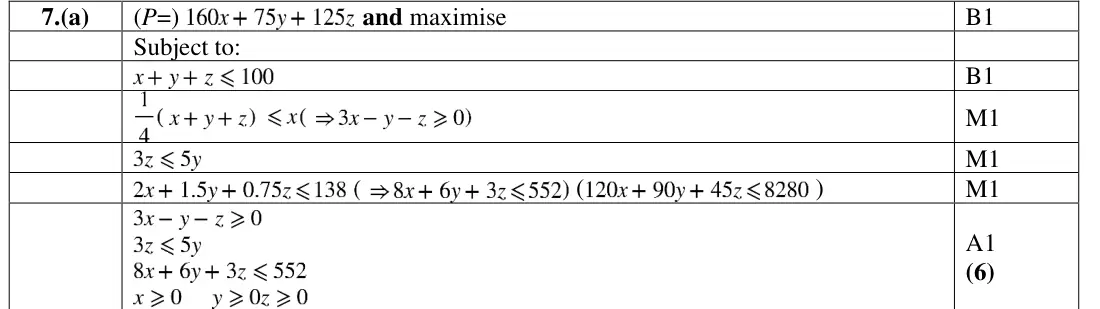 7.(a) (P=) 160x + 75y + 125z and maximise B1
Subject to:
x + y + z ⩽ 100 B1
1/4 ( x + y + z) ⩽ x ( ⇒ 3x − y − z ⩾ 0) M1
3z ⩽ 5y M1
2x + 1.5y + 0.75z ⩽ 138 ( ⇒ 8x + 6y + 3z ⩽ 552) (120x + 90y + 45z ⩽ 8280 ) M1
3x − y − z ⩾ 0
3z ⩽ 5y A1
8x + 6y + 3z ⩽ 552 (6)
x ⩾ 0 y ⩾ 0z ⩾ 0